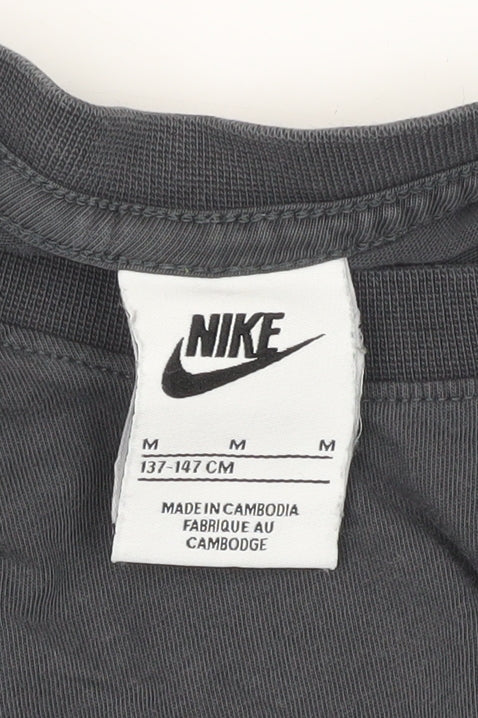 NIKE
M M M
137-147 CM
MADE IN CAMBODIA
FABRIQUE AU
CAMBODGE